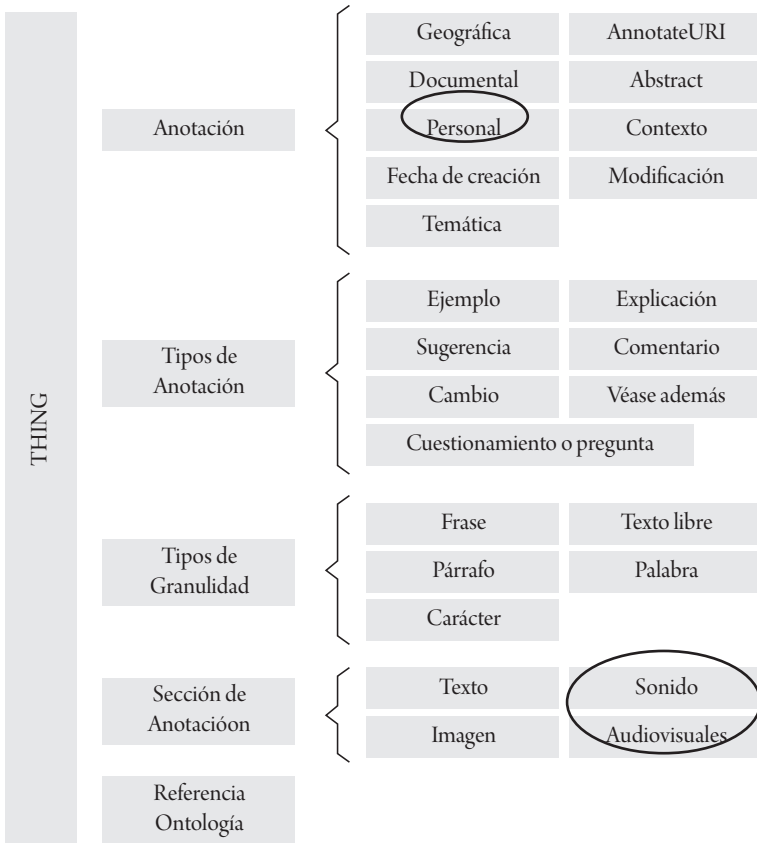 THING
Anotación
Geográfica
AnnotateURI
Documental
Abstract
Personal
Contexto
Fecha de creación
Modificación
Temática
Tipos de
Anotación
Ejemplo
Explicación
Sugerencia
Comentario
Cambio
Véase además
Cuestionamiento o pregunta
Tipos de
Granulidad
Frase
Texto libre
Párrafo
Palabra
Carácter
Sección de
Anotacióon
Texto
Sonido
Imagen
Audiovisuales
Referencia
Ontología